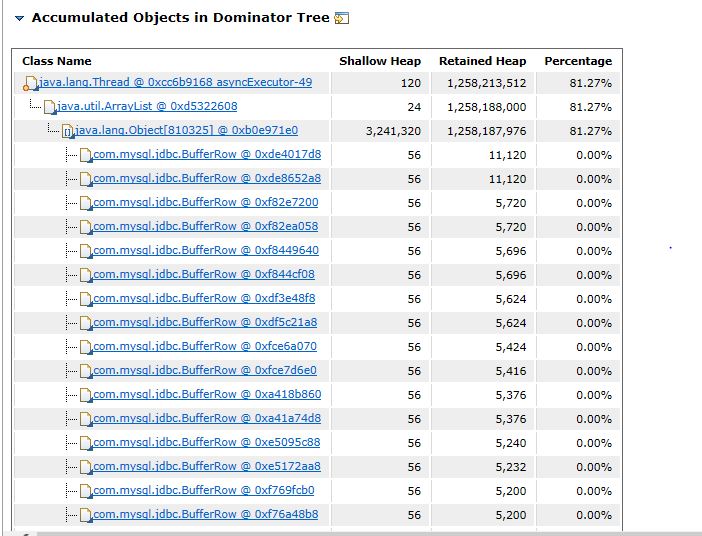 Accumulated Objects in Dominator Tree
Class Name Shallow Heap Retained Heap Percentage
java.lang.Thread @ 0xcc6b9168 asyncExecutor-49 120 1,258,213,512 81.27%
java.util.ArrayList @ 0xd5322608 24 1,258,188,000 81.27%
java.lang.Object[810325] @ 0xb0e971e0 3,241,320 1,258,187,976 81.27%
com.mysql.jdbc.BufferRow @ 0xde4017d8 56 11,120 0.00%
com.mysql.jdbc.BufferRow @ 0xde8652a8 56 11,120 0.00%
com.mysql.jdbc.BufferRow @ 0xf82e7200 56 5,720 0.00%
com.mysql.jdbc.BufferRow @ 0xf82ea058 56 5,720 0.00%
com.mysql.jdbc.BufferRow @ 0xf8449640 56 5,696 0.00%
com.mysql.jdbc.BufferRow @ 0xf844cf08 56 5,696 0.00%
com.mysql.jdbc.BufferRow @ 0xdf3e48f8 56 5,624 0.00%
com.mysql.jdbc.BufferRow @ 0xdf5c21a8 56 5,624 0.00%
com.mysql.jdbc.BufferRow @ 0xfce6a070 56 5,424 0.00%
com.mysql.jdbc.BufferRow @ 0xfce7d6e0 56 5,416 0.00%
com.mysql.jdbc.BufferRow @ 0xa418b860 56 5,376 0.00%
com.mysql.jdbc.BufferRow @ 0xa41a74d8 56 5,376 0.00%
com.mysql.jdbc.BufferRow @ 0xe5095c88 56 5,240 0.00%
com.mysql.jdbc.BufferRow @ 0xe5172aa8 56 5,232 0.00%
com.mysql.jdbc.BufferRow @ 0xf769fcb0 56 5,200 0.00%
com.mysql.jdbc.BufferRow @ 0xf76a48b8 56 5,200 0.00%